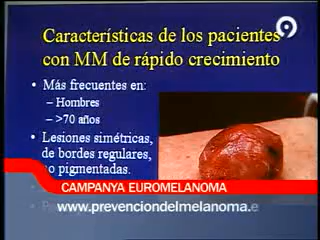 Características de los pacientes
con MM de rápido crecimiento
• Más frecuentes en:
– Hombres
– >70 años
• Lesiones simétricas,
de bordes regulares,
no pigmentadas.
CAMPANYA EUROMELANOMA
www.prevenciondelmelanoma.e
9